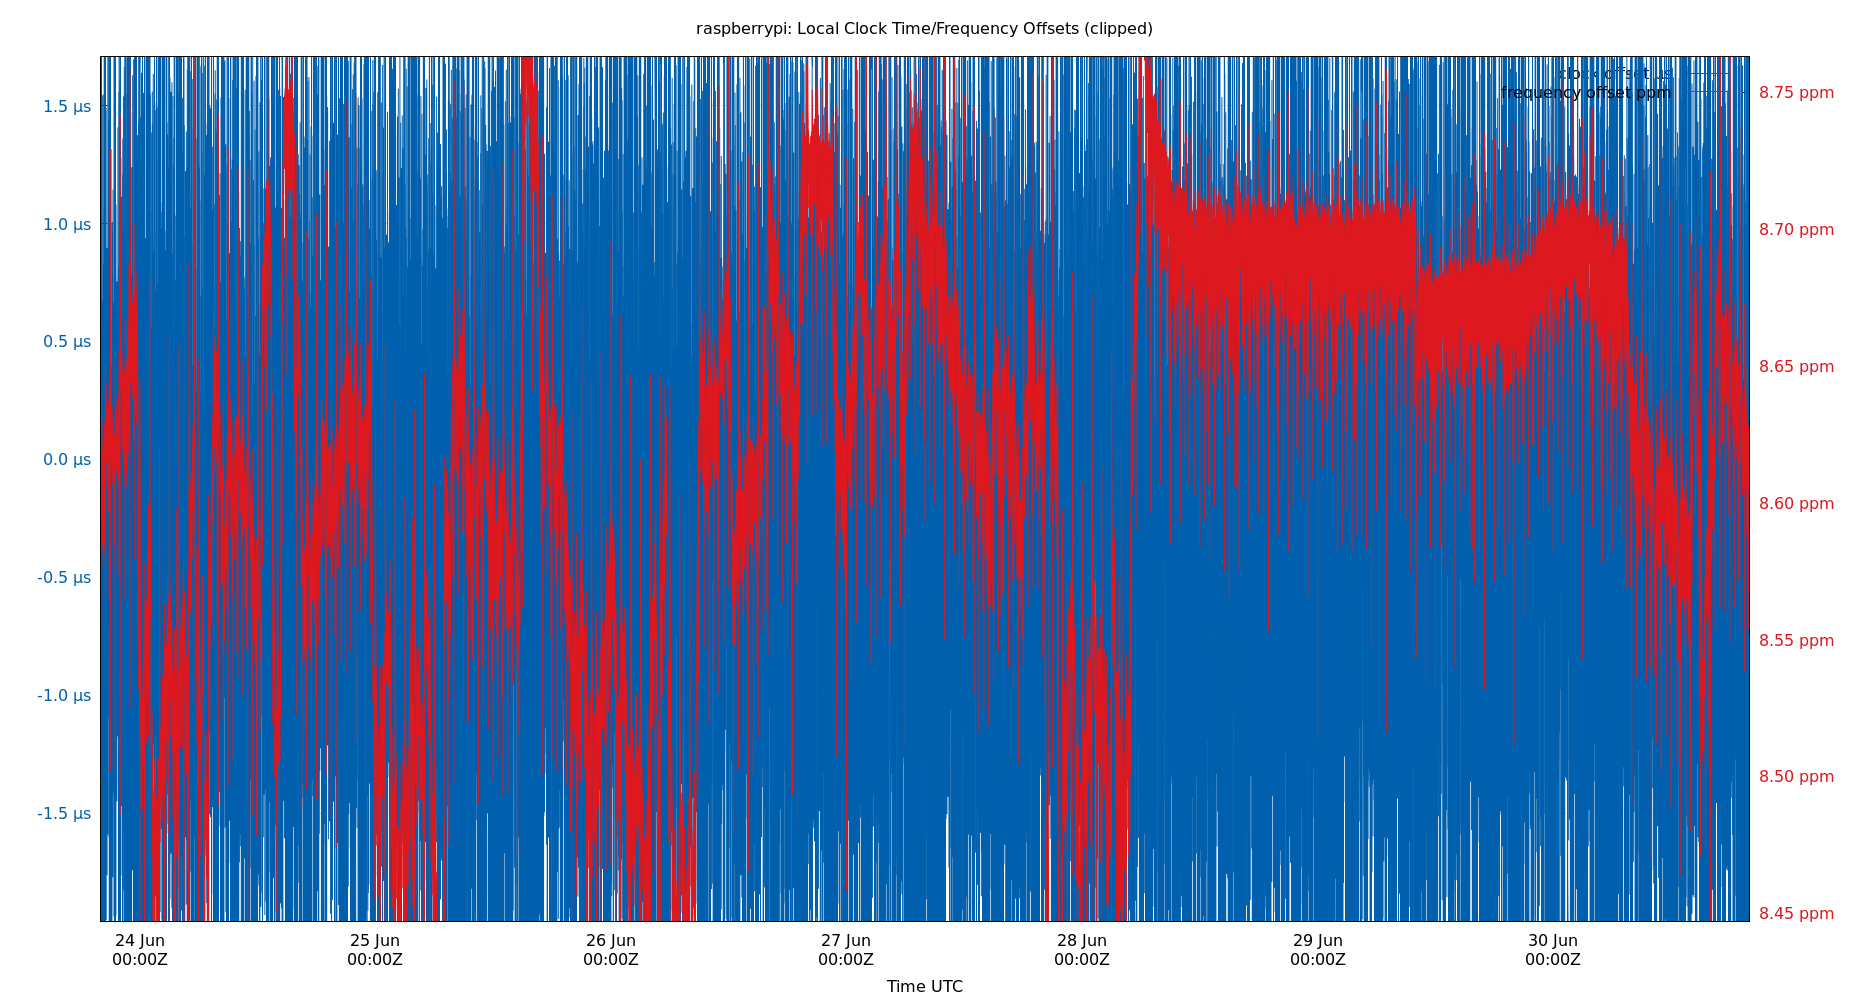 raspberrypi: Local Clock Time/Frequency Offsets (clipped)
clock offset µs
frequency offset ppm
1.5 µs
1.0 µs
0.5 µs
0.0 µs
-0.5 µs
-1.0 µs
-1.5 µs
8.75 ppm
8.70 ppm
8.65 ppm
8.60 ppm
8.55 ppm
8.50 ppm
8.45 ppm
24 Jun 25 Jun 26 Jun 27 Jun 28 Jun 29 Jun 30 Jun
00:00Z 00:00Z 00:00Z 00:00Z 00:00Z 00:00Z 00:00Z
Time UTC